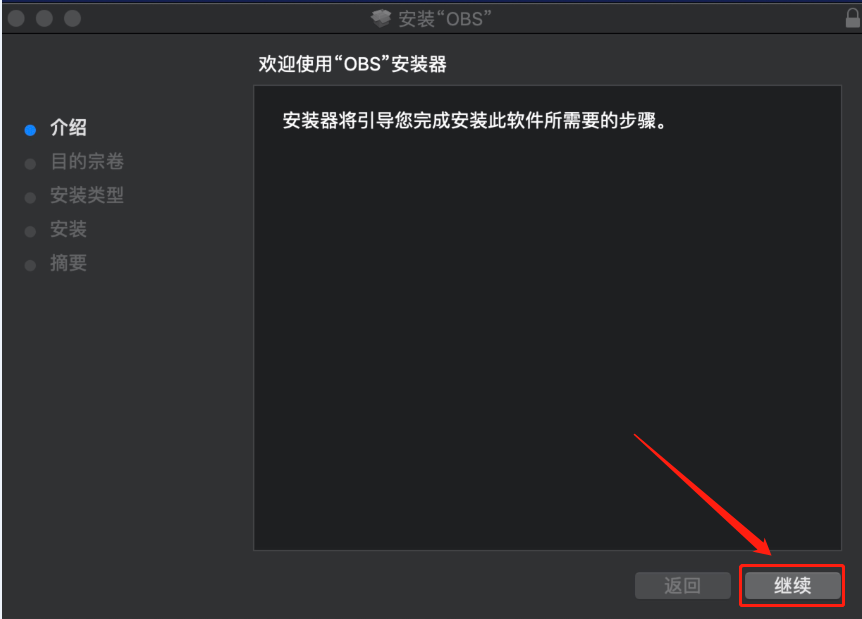 安装“OBS”
欢迎使用“OBS”安装器
介绍
目的宗卷
安装类型
安装
摘要
安装器将引导您完成安装此软件所需要的步骤。
返回
继续